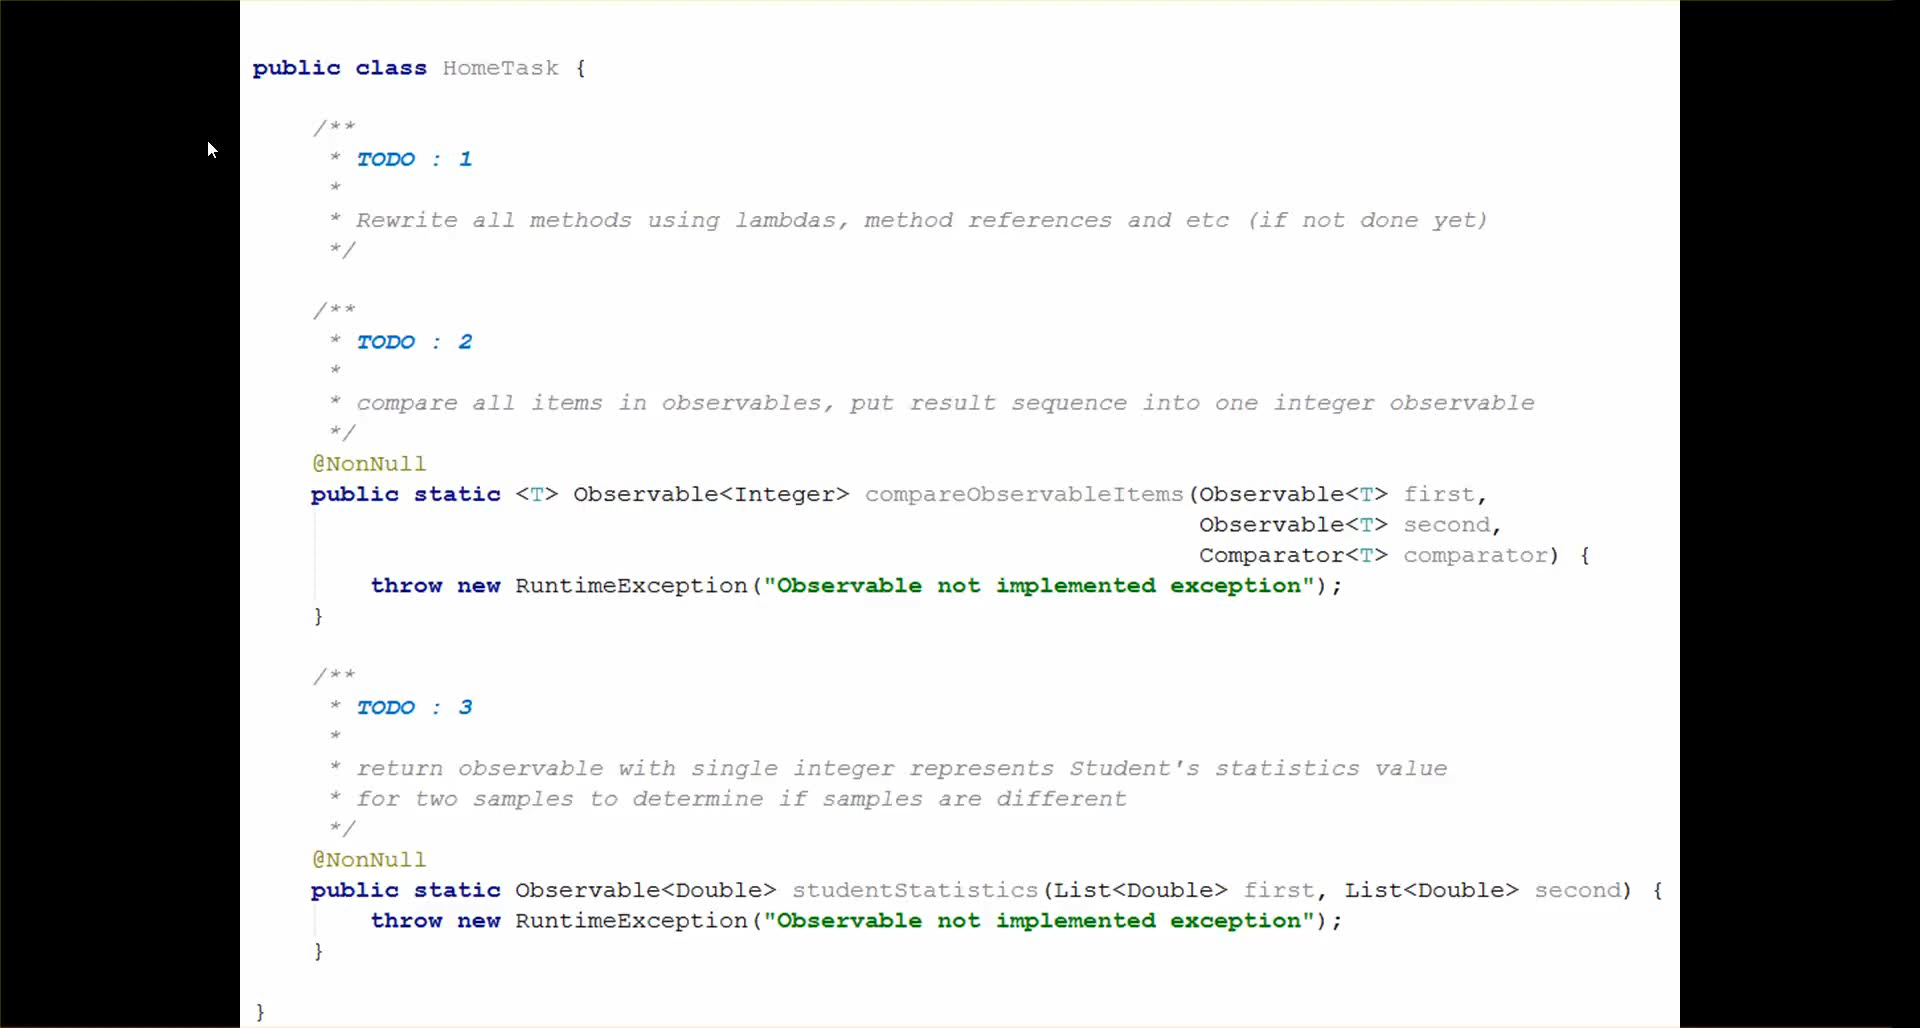 public class HomeTask {
/**
* TODO : 1
*
* Rewrite all methods using lambdas, method references and etc (if not done yet)
*/
/**
* TODO : 2
*
* compare all items in observables, put result sequence into one integer observable
*/
@NonNull
public static <T> Observable<Integer> compareObservableItems(Observable<T> first,
Observable<T> second,
Comparator<T> comparator) {
throw new RuntimeException("Observable not implemented exception");
}
/**
* TODO : 3
*
* return observable with single integer represents Student's statistics value
* for two samples to determine if samples are different
*/
@NonNull
public static Observable<Double> studentStatistics(List<Double> first, List<Double> second) {
throw new RuntimeException("Observable not implemented exception");
}
}